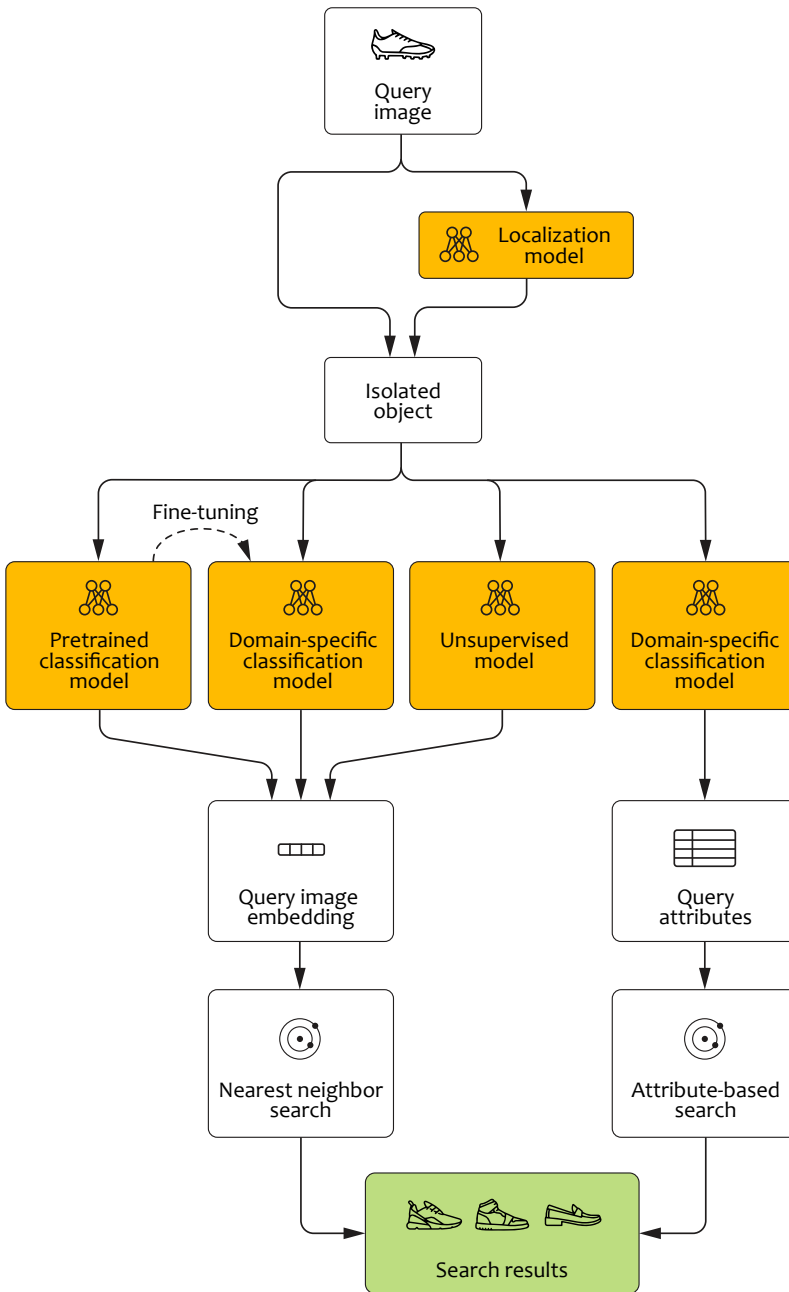 Query
image
Localization
model
Isolated
object
Fine-tuning
Pretrained
classification
model
Domain-specific
classification
model
Unsupervised
model
Domain-specific
classification
model
Query image
embedding
Query
attributes
Nearest neighbor
search
Attribute-based
search
Search results